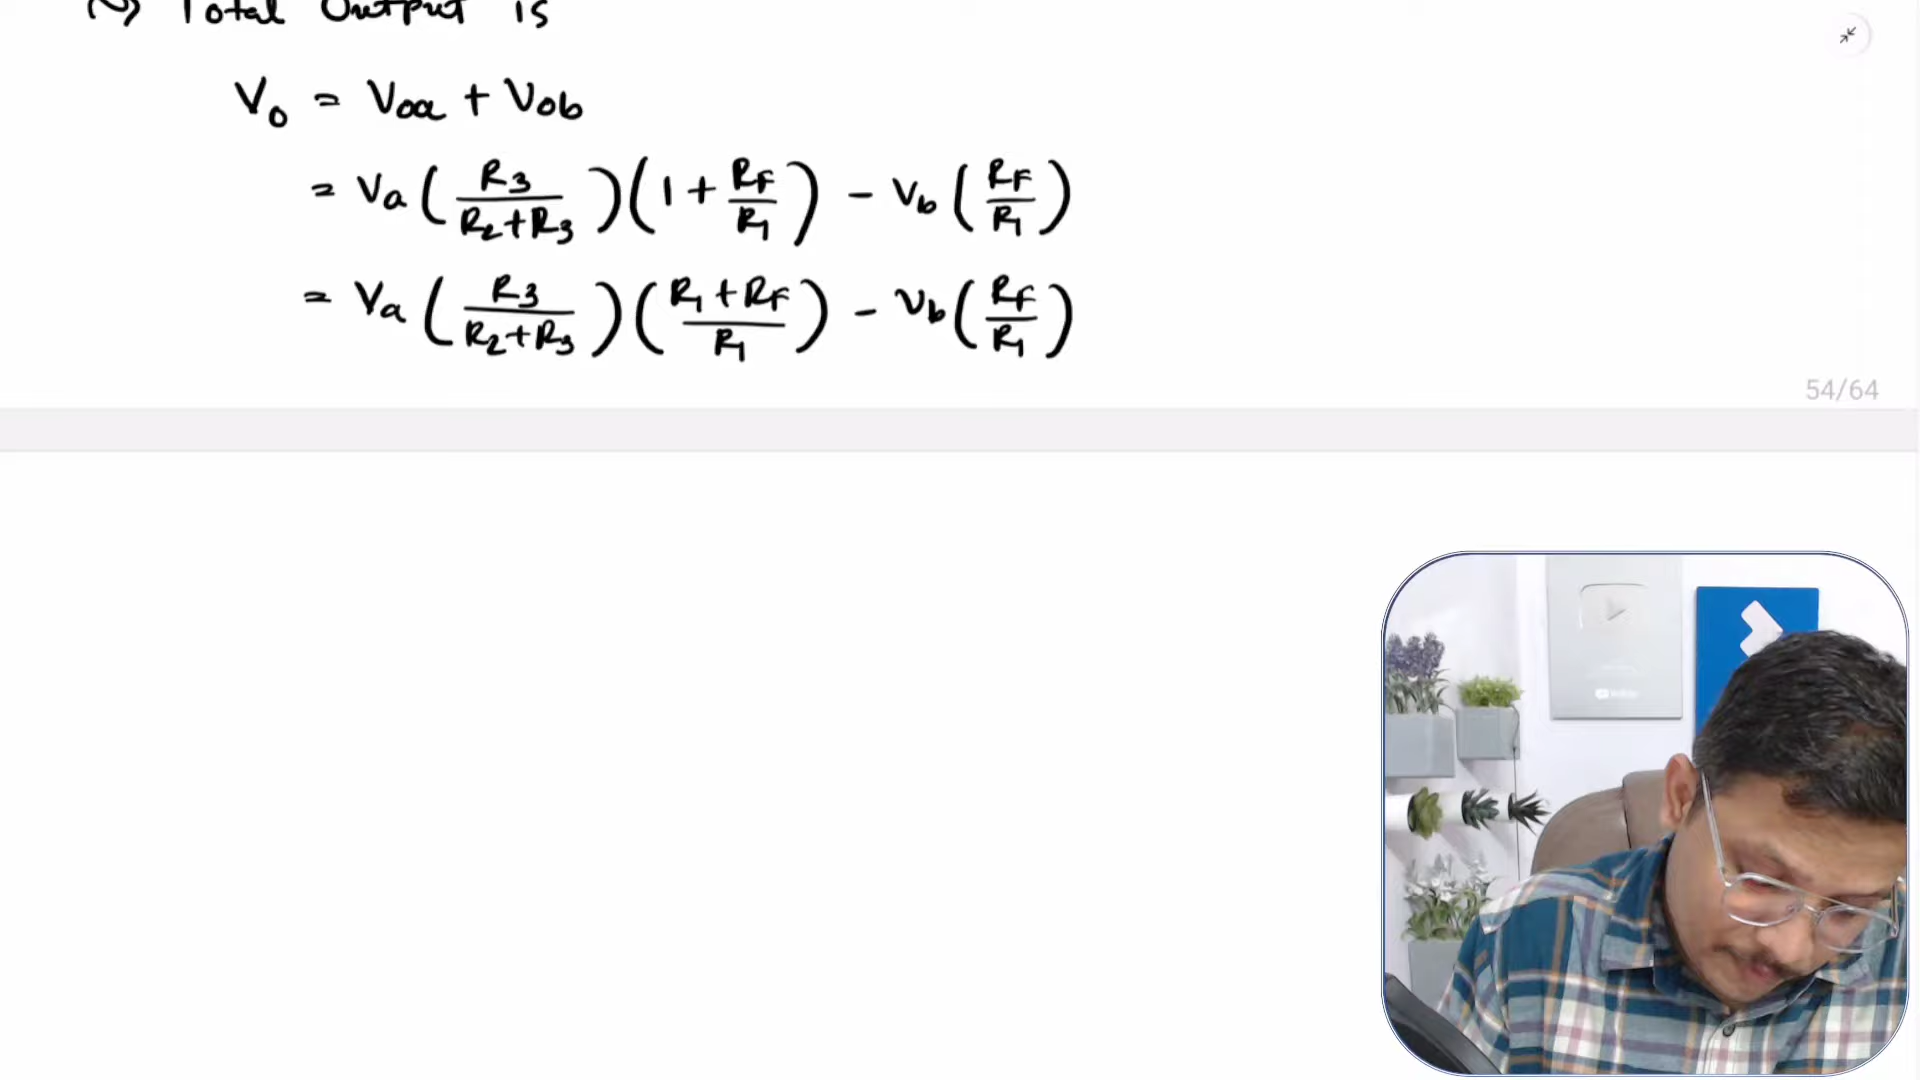 Total Output is
V₀ = Voa + Vob
= Va (R3/(R2+R3)) (1 + RF/R1) - Vb (RF/R1)
= Va (R3/(R2+R3)) ((R1+RF)/R1) - Vb (RF/R1)
54/64